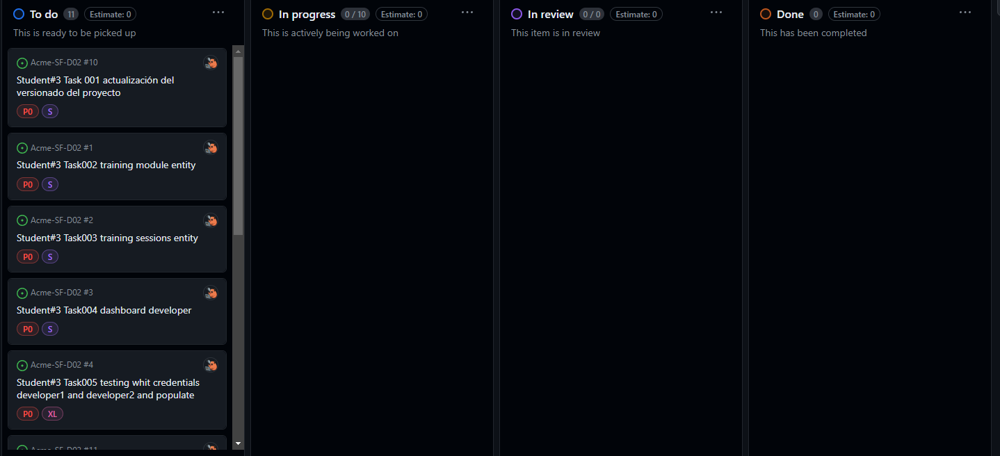 To do 11 Estimate: 0
This is ready to be picked up
Acme-SF-D02 #10
Student#3 Task 001 actualización del
versionado del proyecto
P0 S
Acme-SF-D02 #1
Student#3 Task002 training module entity
P0 S
Acme-SF-D02 #2
Student#3 Task003 training sessions entity
P0 S
Acme-SF-D02 #3
Student#3 Task004 dashboard developer
P0 S
Acme-SF-D02 #4
Student#3 Task005 testing whit credentials
developer1 and developer2 and populate
P0 XL
Acme-SF-D02 #11
In progress 0 / 10 Estimate: 0
This is actively being worked on
In review 0 / 0 Estimate: 0
This item is in review
Done 0 Estimate: 0
This has been completed